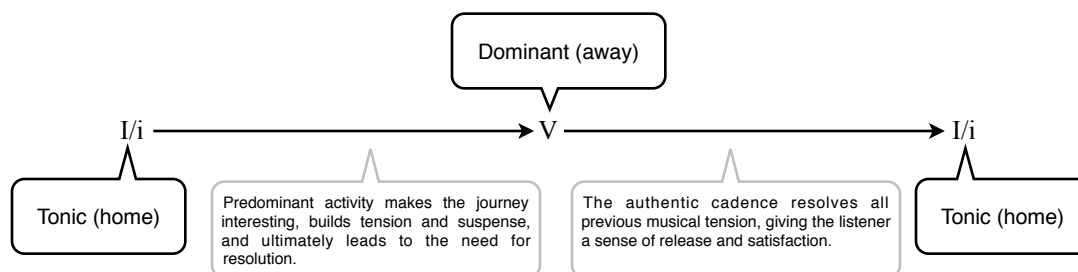 Dominant (away)
I/i
V
I/i
Tonic (home)
Predominant activity makes the journey
interesting, builds tension and suspense,
and ultimately leads to the need for
resolution.
The authentic cadence resolves all
previous musical tension, giving the listener
a sense of release and satisfaction.
Tonic (home)